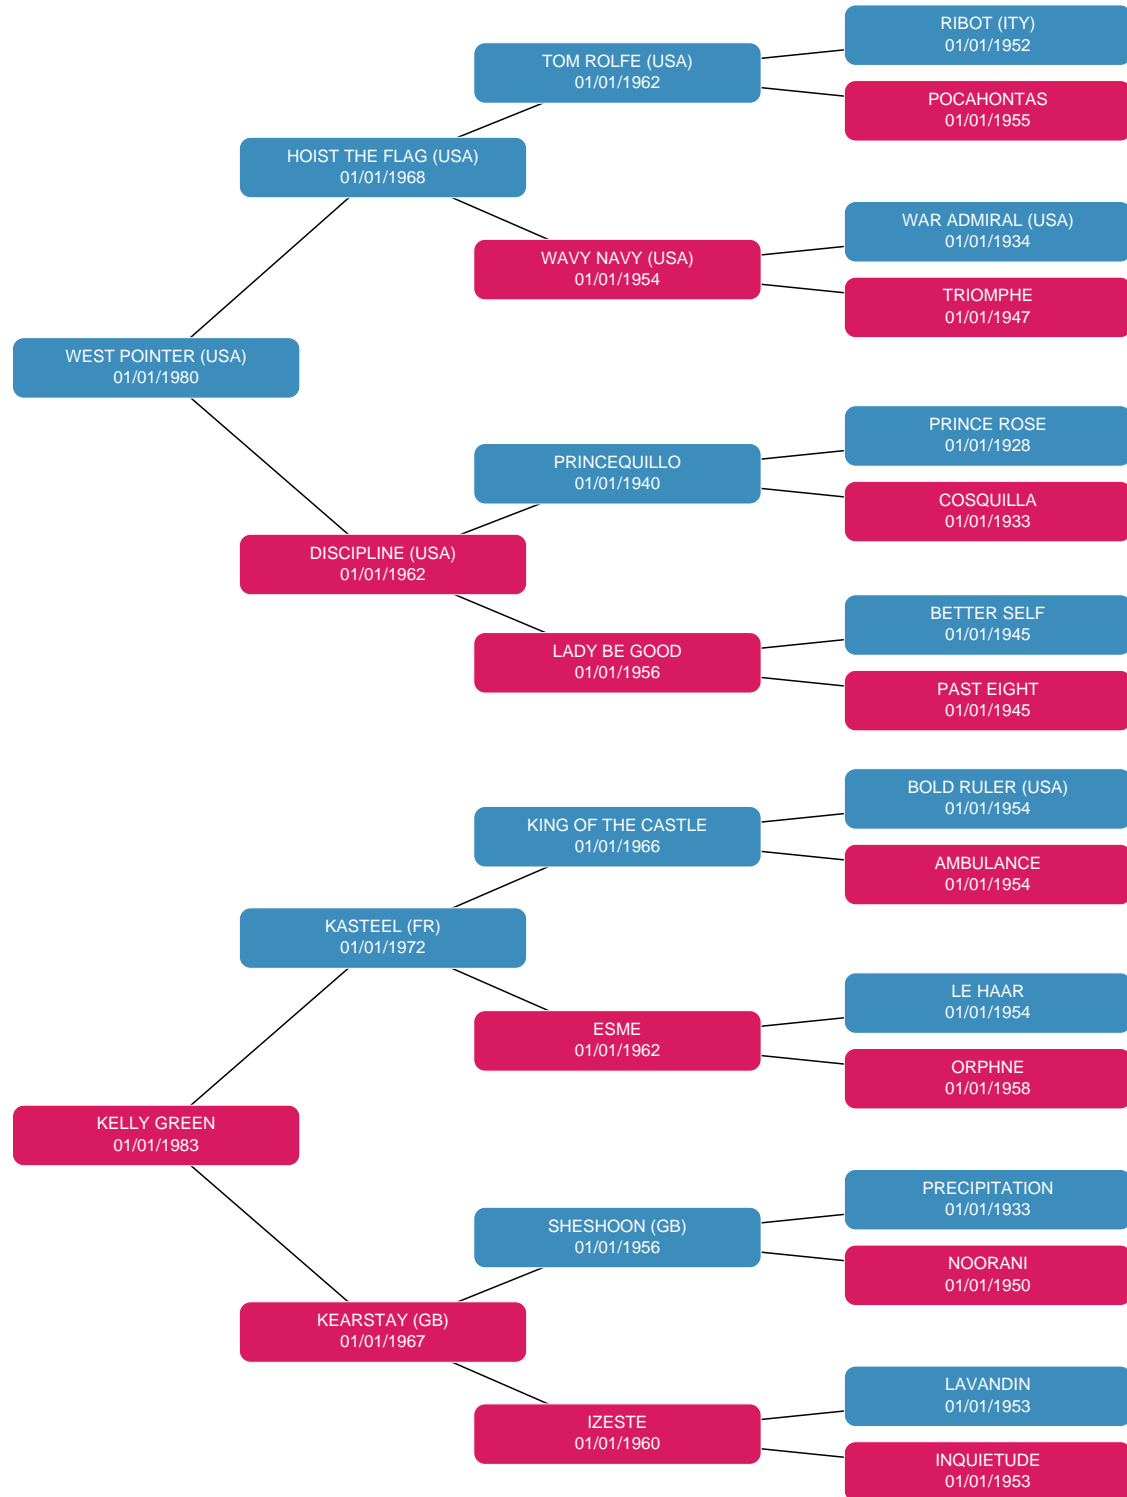 RIBOT (ITY)
01/01/1952
TOM ROLFE (USA)
01/01/1962
POCAHONTAS
01/01/1955
HOIST THE FLAG (USA)
01/01/1968
WAR ADMIRAL (USA)
01/01/1934
WAVY NAVY (USA)
01/01/1954
TRIOMPHE
01/01/1947
WEST POINTER (USA)
01/01/1980
PRINCE ROSE
01/01/1928
PRINCEQUILLO
01/01/1940
COSQUILLA
01/01/1933
DISCIPLINE (USA)
01/01/1962
BETTER SELF
01/01/1945
LADY BE GOOD
01/01/1956
PAST EIGHT
01/01/1945
BOLD RULER (USA)
01/01/1954
KING OF THE CASTLE
01/01/1966
AMBULANCE
01/01/1954
KASTEEL (FR)
01/01/1972
LE HAAR
01/01/1954
ESME
01/01/1962
ORPHNE
01/01/1958
KELLY GREEN
01/01/1983
PRECIPITATION
01/01/1933
SHESHOON (GB)
01/01/1956
NOORANI
01/01/1950
KEARSTAY (GB)
01/01/1967
LAVANDIN
01/01/1953
IZESTE
01/01/1960
INQUIETUDE
01/01/1953